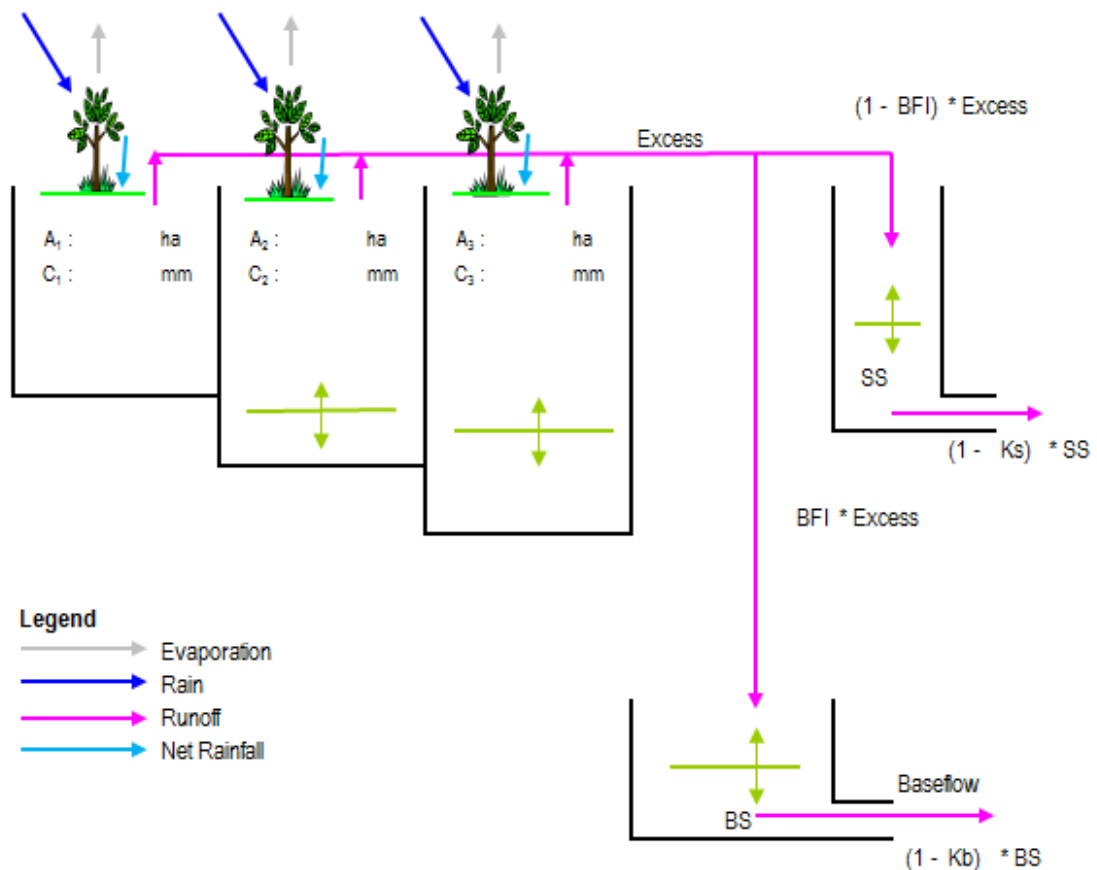 (1 - BFI) * Excess
Excess
A₁ : ha
C₁ : mm
A₂ : ha
C₂ : mm
A₃ : ha
C₃ : mm
SS
(1 - Ks) * SS
BFI * Excess
Legend
Evaporation
Rain
Runoff
Net Rainfall
Baseflow
BS
(1 - Kb) * BS